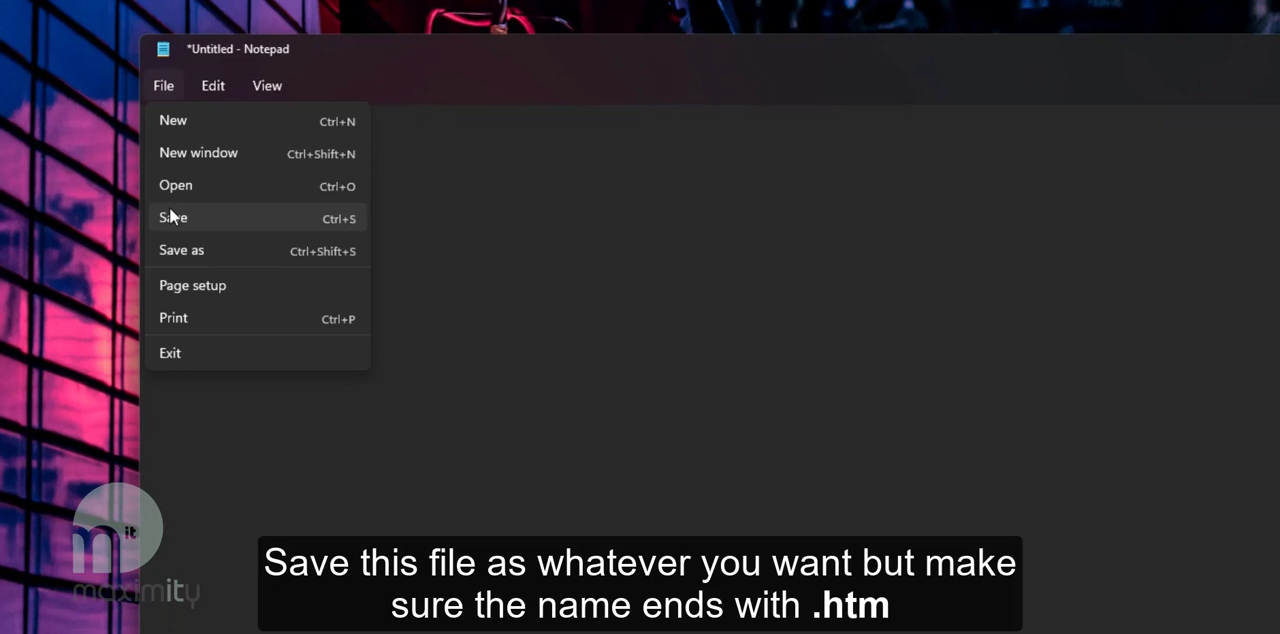 *Untitled - Notepad
File Edit View
New Ctrl+N
New window Ctrl+Shift+N
Open Ctrl+O
Save Ctrl+S
Save as Ctrl+Shift+S
Page setup
Print Ctrl+P
Exit
it
maximity
Save this file as whatever you want but make
sure the name ends with .htm